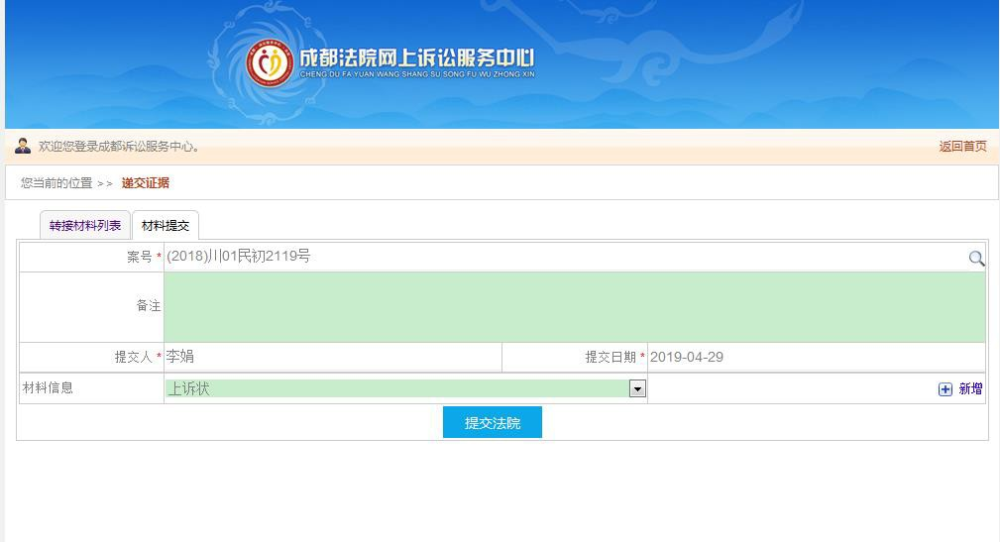 成都法院网上诉讼服务中心
CHENG DU FA YUAN WANG SHANG SU SONG FU WU ZHONG XIN
欢迎您登录成都诉讼服务中心。 返回首页
您当前的位置 >> 递交证据
转接材料列表 材料提交
案号 * (2018)川01民初2119号
备注
提交人 * 李娟 提交日期 * 2019-04-29
材料信息 上诉状 新增
提交法院